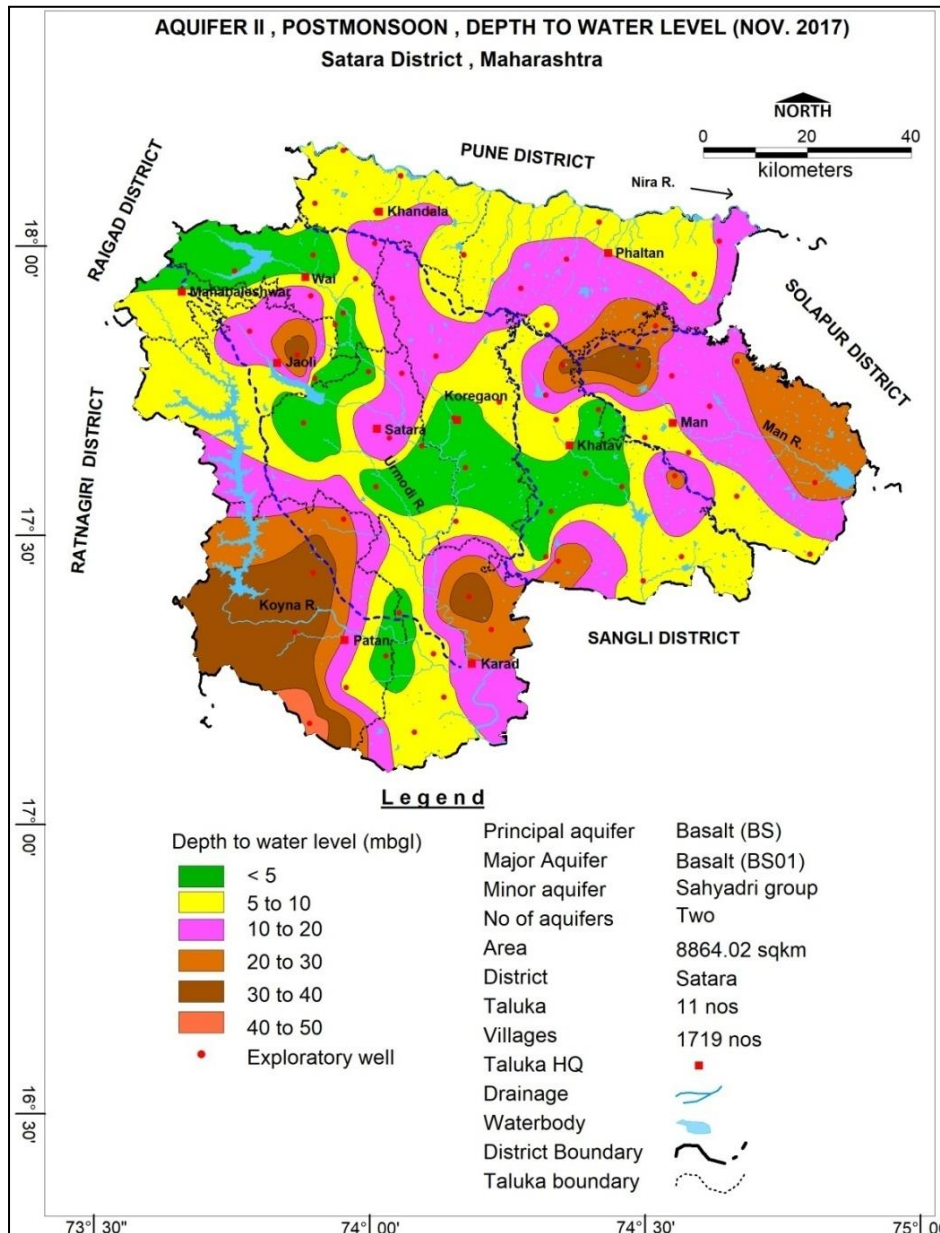 AQUIFER II , POSTMONSOON , DEPTH TO WATER LEVEL (NOV. 2017)
Satara District , Maharashtra
NORTH
0 20 40
kilometers
PUNE DISTRICT
RAIGAD DISTRICT
Nira R.
Khandala
18° 00'
Phaltan
Wai
Mahabaleshwar
SOLAPUR DISTRICT
Jaoli
Koregaon
Satara
Man
Man R.
Khatav
RATNAGIRI DISTRICT
Urmodi R.
17° 30'
Koyna R.
Patan
SANGLI DISTRICT
Karad
17° 00'
16° 30'
Legend
Depth to water level (mbgl)
< 5
5 to 10
10 to 20
20 to 30
30 to 40
40 to 50
Exploratory well
Principal aquifer Basalt (BS)
Major Aquifer Basalt (BS01)
Minor aquifer Sahyadri group
No of aquifers Two
Area 8864.02 sqkm
District Satara
Taluka 11 nos
Villages 1719 nos
Taluka HQ
Drainage
Waterbody
District Boundary
Taluka boundary
73° 30" 74° 00' 74° 30" 75° 00